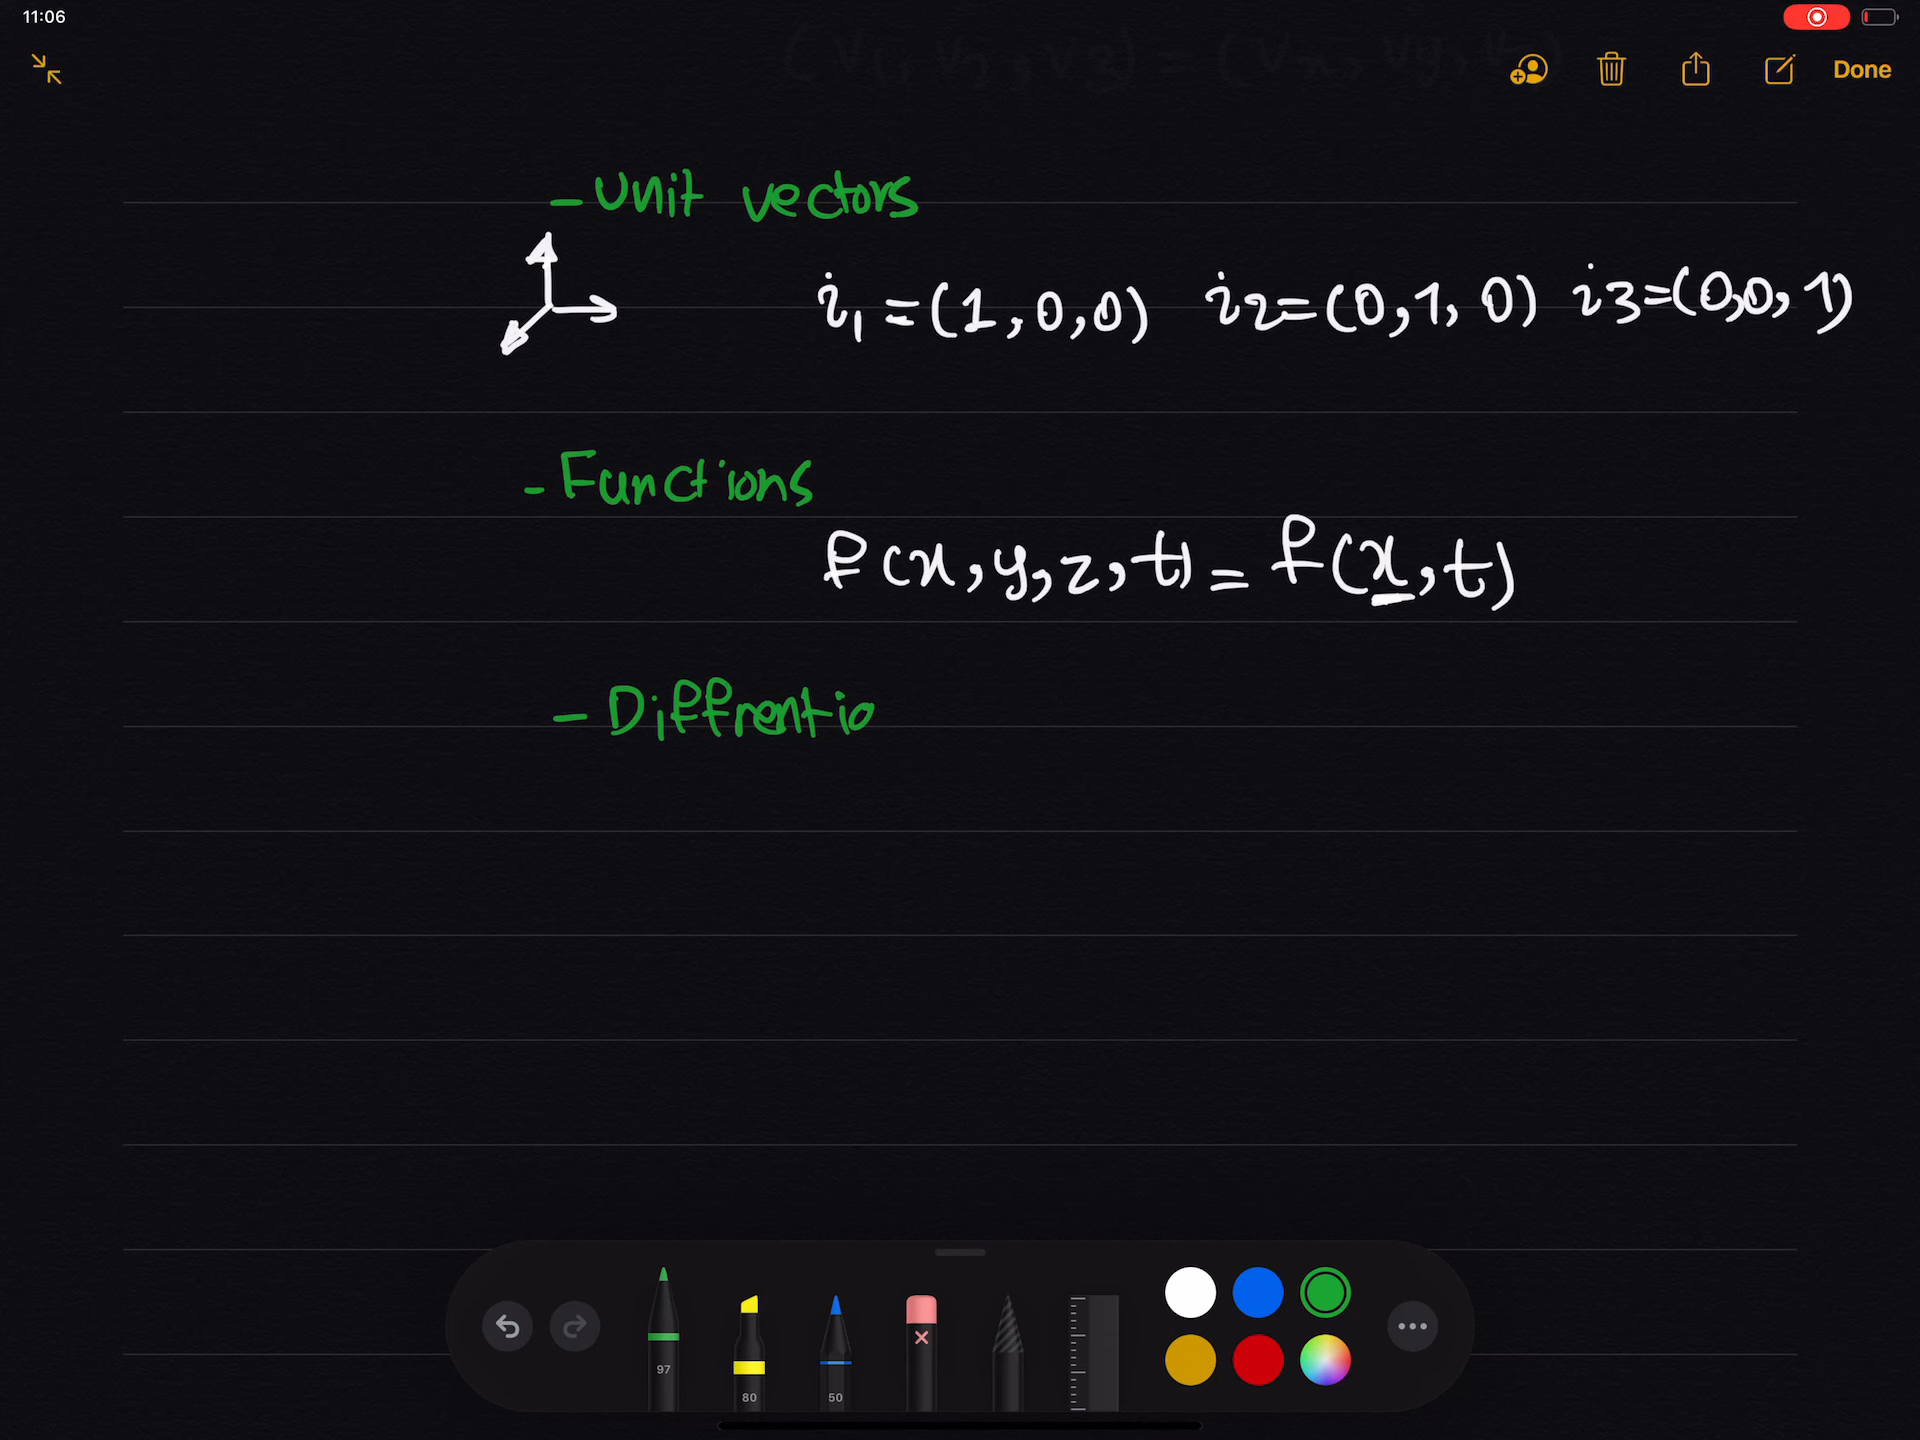 11:06
Done
- Unit vectors
i1 = (1,0,0) i2=(0,1,0) i3=(0,0,1)
- Functions
f(x,y,z,t) = f(x,t)
- Diffrentio
97
80
50